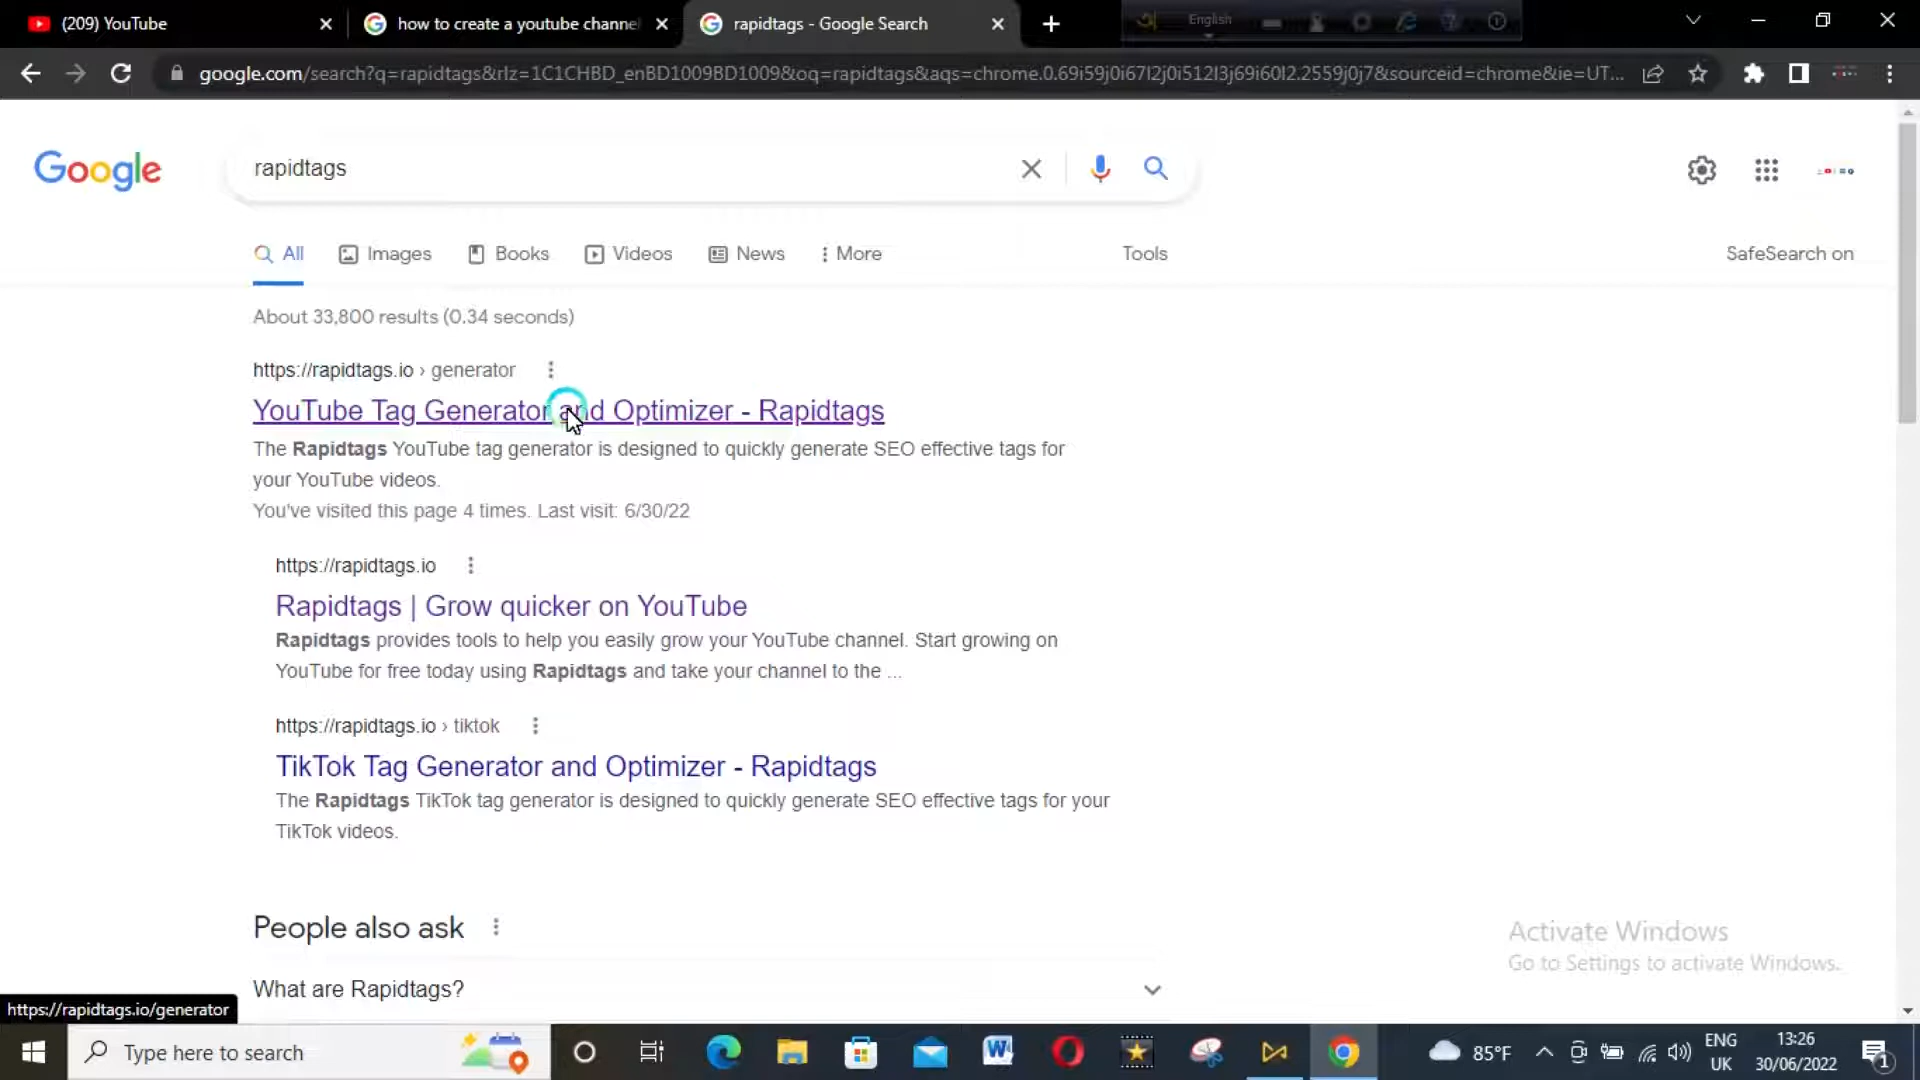 (209) YouTube
how to create a youtube channel
rapidtags - Google Search
English
google.com/search?q=rapidtags&rlz=1C1CHBD_enBD1009BD1009&oq=rapidtags&aqs=chrome.0.69i59j0i67l2j0i512l3j69i60l2.2559j0j7&sourceid=chrome&ie=UT...
Google
rapidtags
All
Images
Books
Videos
News
More
Tools
SafeSearch on
About 33,800 results (0.34 seconds)
https://rapidtags.io › generator
YouTube Tag Generator and Optimizer - Rapidtags
The Rapidtags YouTube tag generator is designed to quickly generate SEO effective tags for
your YouTube videos.
You've visited this page 4 times. Last visit: 6/30/22
https://rapidtags.io
Rapidtags | Grow quicker on YouTube
Rapidtags provides tools to help you easily grow your YouTube channel. Start growing on
YouTube for free today using Rapidtags and take your channel to the ...
https://rapidtags.io › tiktok
TikTok Tag Generator and Optimizer - Rapidtags
The Rapidtags TikTok tag generator is designed to quickly generate SEO effective tags for your
TikTok videos.
People also ask
What are Rapidtags?
Activate Windows
Go to Settings to activate Windows.
https://rapidtags.io/generator
Type here to search
85°F
ENG
UK
13:26
30/06/2022
1